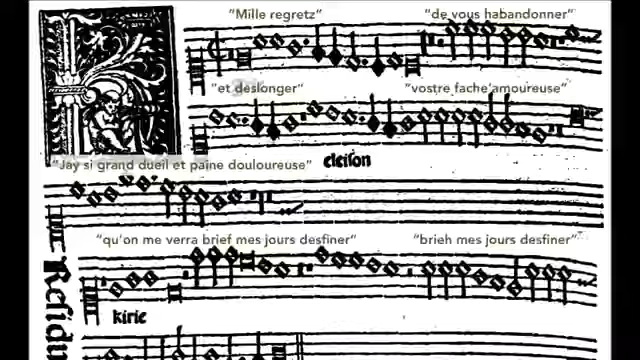 "Mille regretz" "de vous habandonner"
"et deslonger" "vostre fache'amoureuse"
"Jay si grand dueil et paine douloureuse" eleison
"qu'on me verra brief mes jours desfiner" "brieh mes jours desfiner"
kirie
Residu